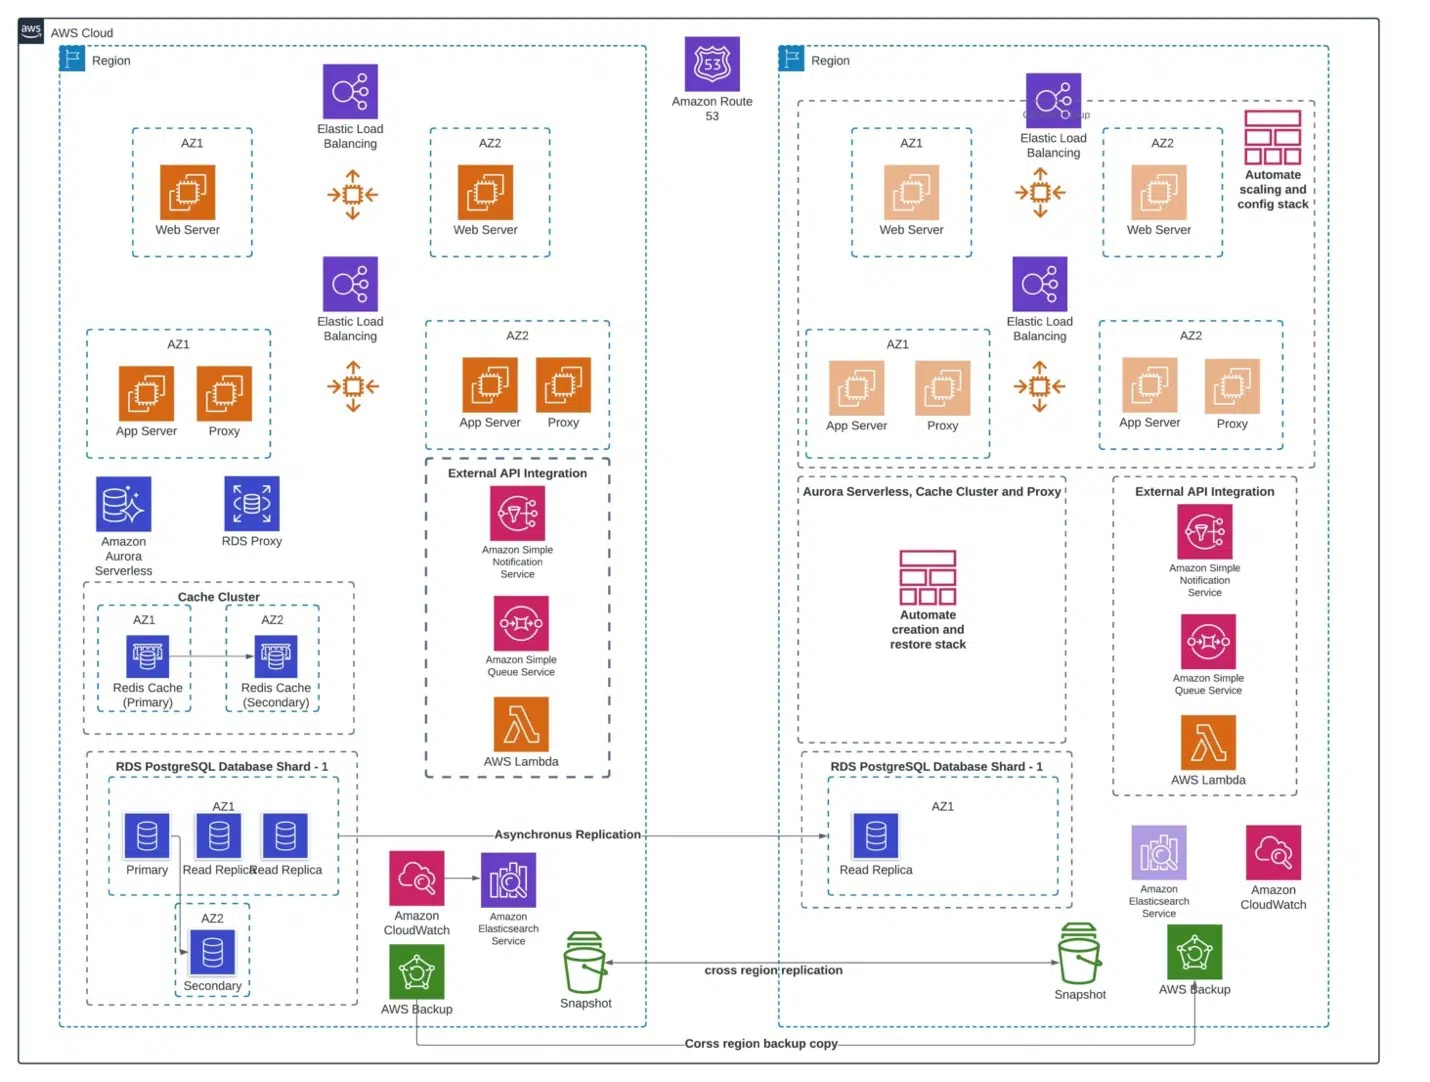 aws
AWS Cloud
Region
Elastic Load
Balancing
AZ1
Web Server
AZ2
Web Server
Elastic Load
Balancing
AZ1
App Server
Proxy
AZ2
App Server
Proxy
Amazon
Aurora
Serverless
RDS Proxy
External API Integration
Amazon Simple
Notification
Service
Amazon Simple
Queue Service
AWS Lambda
Cache Cluster
AZ1
Redis Cache
(Primary)
AZ2
Redis Cache
(Secondary)
RDS PostgreSQL Database Shard - 1
AZ1
Primary
Read Replica
Read Replica
AZ2
Secondary
Amazon
CloudWatch
Amazon
Elasticsearch
Service
AWS Backup
Snapshot
53
Amazon Route
53
Asynchronus Replication
cross region replication
Corss region backup copy
Region
Elastic Load
Balancing
AZ1
Web Server
AZ2
Web Server
Automate
scaling and
config stack
Elastic Load
Balancing
AZ1
App Server
Proxy
AZ2
App Server
Proxy
Aurora Serverless, Cache Cluster and Proxy
Automate
creation and
restore stack
External API Integration
Amazon Simple
Notification
Service
Amazon Simple
Queue Service
AWS Lambda
RDS PostgreSQL Database Shard - 1
AZ1
Read Replica
Amazon
Elasticsearch
Service
Amazon
CloudWatch
Snapshot
AWS Backup